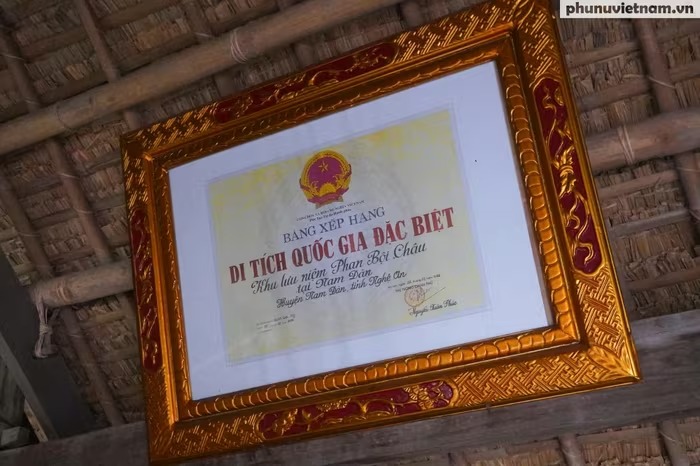 phunuvietnam.vn
BẰNG XẾP HẠNG
DI TÍCH QUỐC GIA ĐẶC BIỆT
Khu lưu niệm Phan Bội Châu
tại Nam Đàn
Huyện Nam Đàn, tỉnh Nghệ An
Nguyễn Xuân Phúc